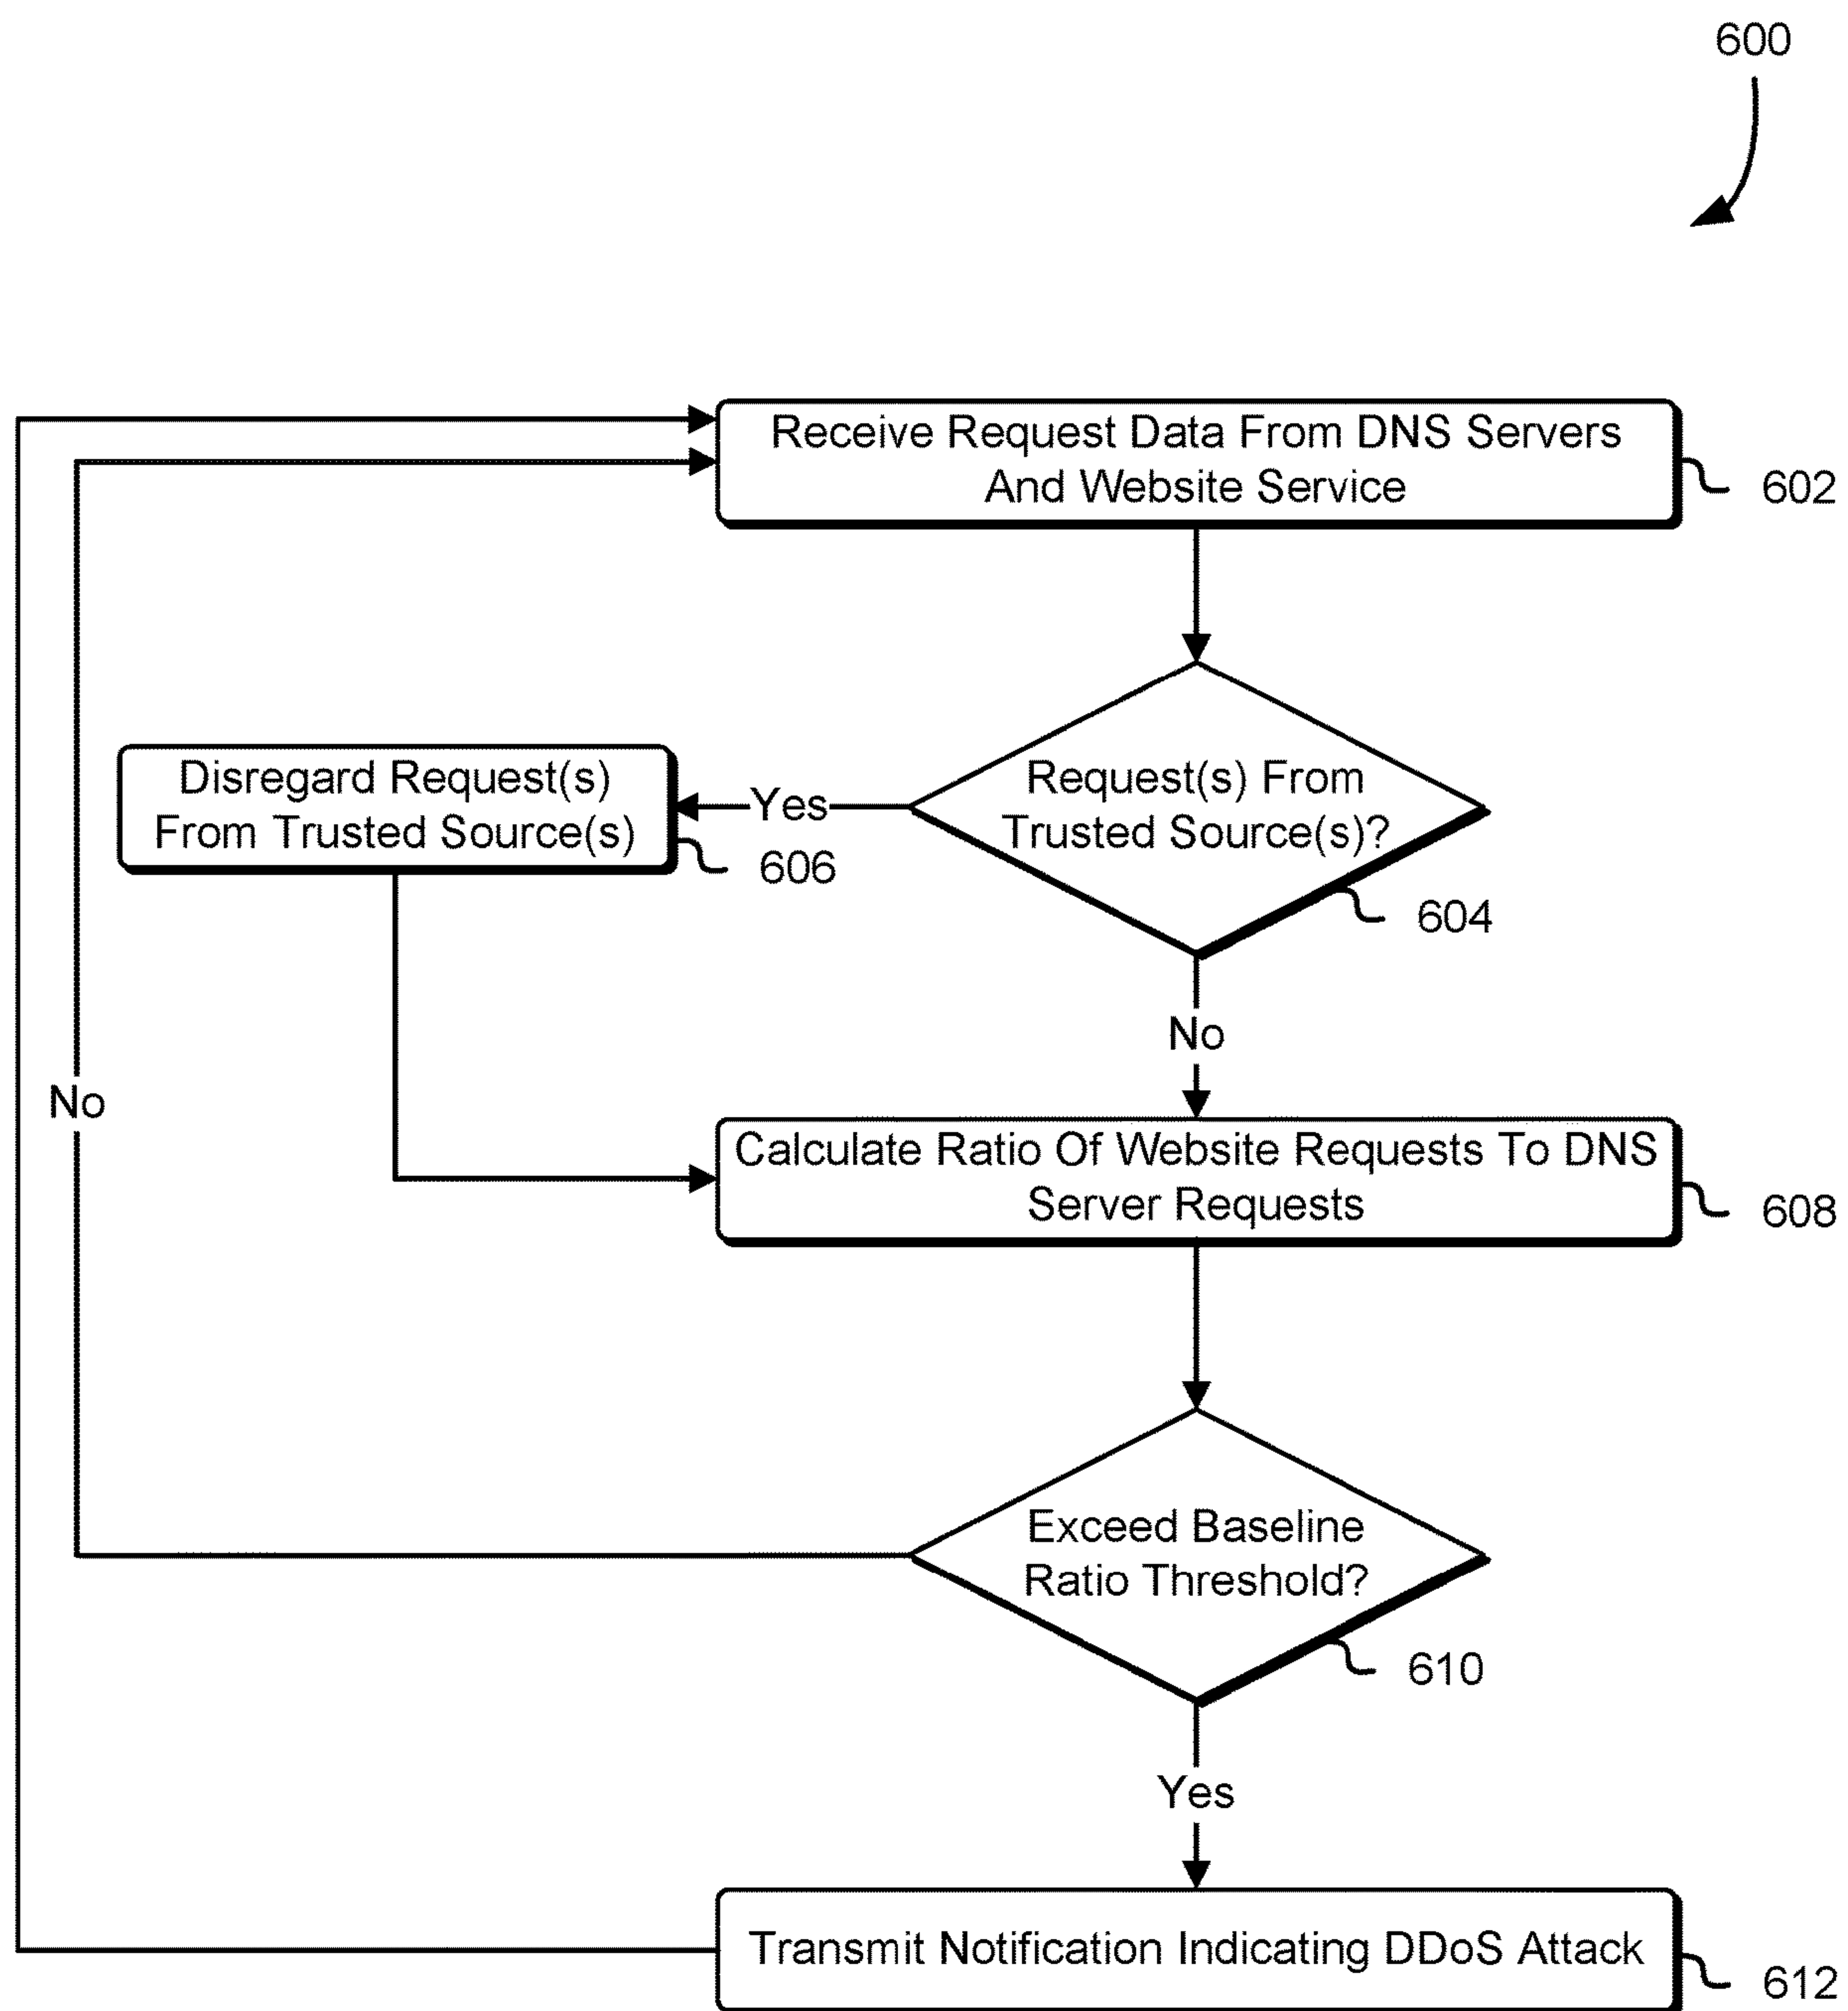 600
Receive Request Data From DNS Servers
And Website Service
602
Request(s) From
Trusted Source(s)?
604
Yes
Disregard Request(s)
From Trusted Source(s)
606
No
Calculate Ratio Of Website Requests To DNS
Server Requests
608
No
Exceed Baseline
Ratio Threshold?
610
Yes
Transmit Notification Indicating DDoS Attack
612